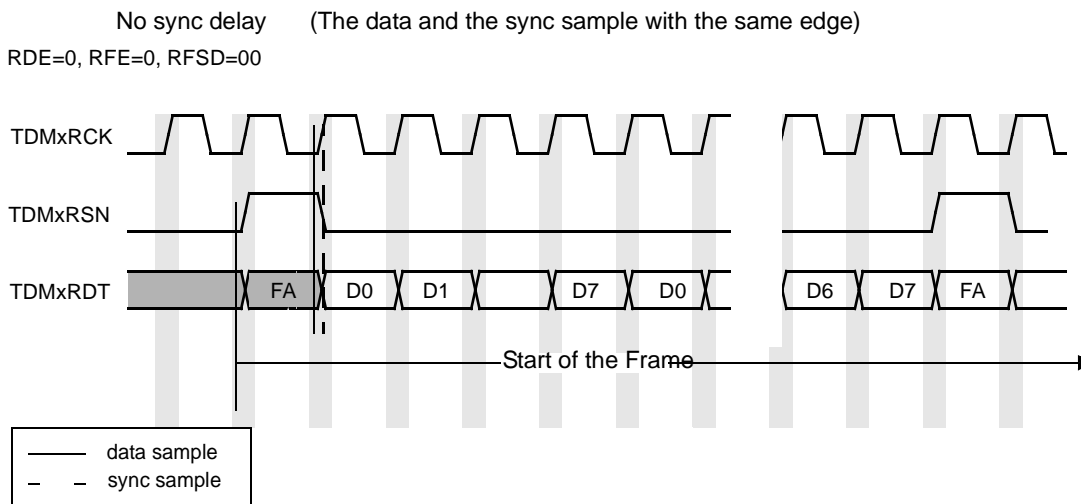 No sync delay (The data and the sync sample with the same edge)
RDE=0, RFE=0, RFSD=00
TDMxRCK
TDMxRSN
TDMxRDT FA D0 D1 D7 D0 D6 D7 FA
Start of the Frame
data sample
sync sample